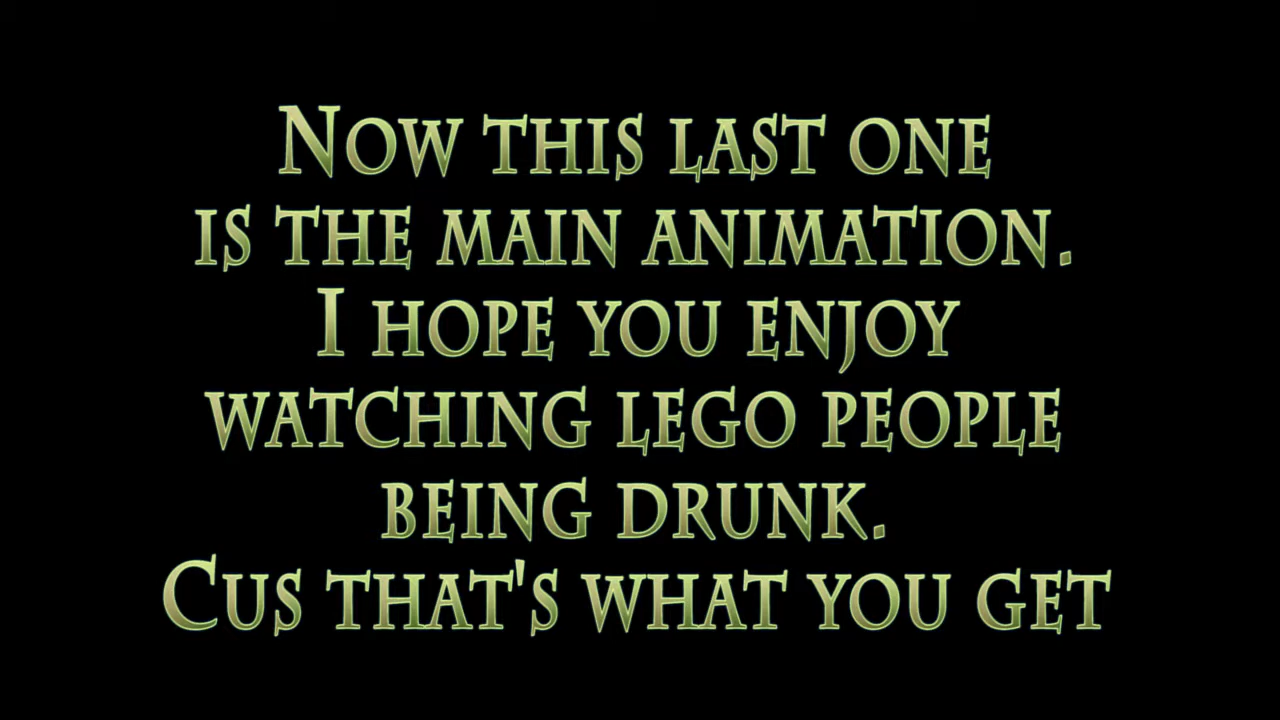 Now this last one
is the main animation.
I hope you enjoy
watching lego people
being drunk.
Cus that's what you get